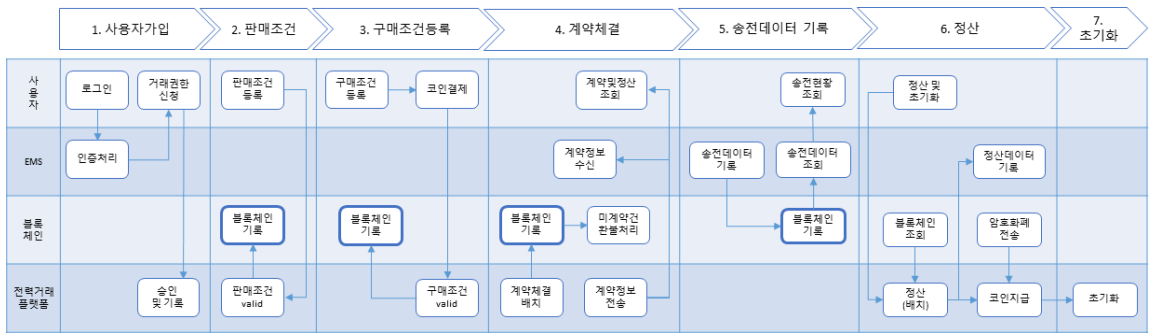 1. 사용자가입
2. 판매조건
3. 구매조건등록
4. 계약체결
5. 송전데이터 기록
6. 정산
7.
초기화
사
용
자
로그인
거래권한
신청
판매조건
등록
구매조건
등록
코인결제
계약및정산
조회
송전현황
조회
정산 및
초기화
EMS
인증처리
계약정보
수신
송전데이터
기록
송전데이터
조회
정산데이터
기록
블록
체인
블록체인
기록
블록체인
기록
블록체인
기록
미계약건
환불처리
블록체인
기록
블록체인
조회
암호화폐
전송
전력거래
플랫폼
승인
및기록
판매조건
valid
구매조건
valid
계약체결
배치
계약정보
전송
정산
(배치)
코인지급
초기화